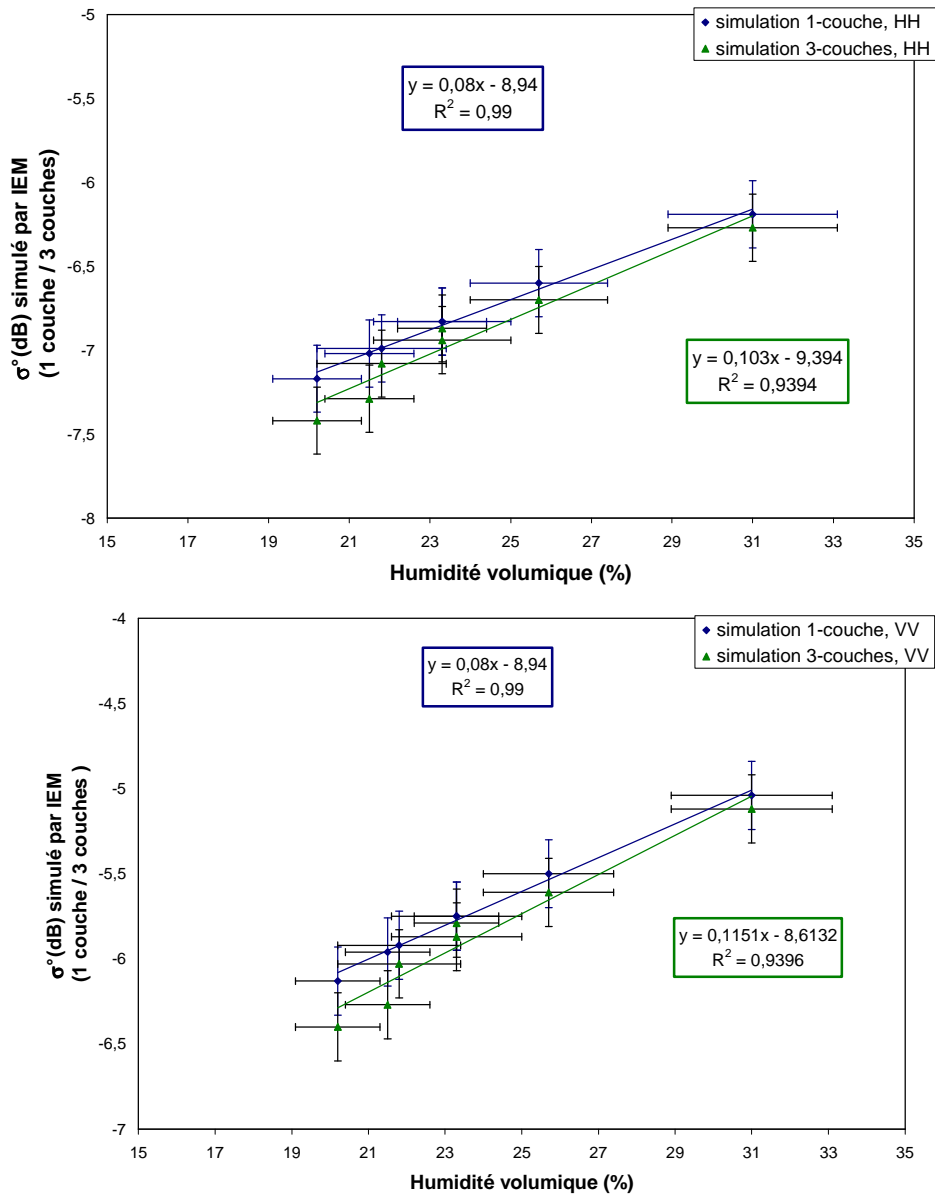 -5
-5,5
-6
-6,5
-7
-7,5
-8
σ°(dB) simulé par IEM
(1 couche / 3 couches)
simulation 1-couche, HH
simulation 3-couches, HH
y = 0,08x - 8,94
R² = 0,99
y = 0,103x - 9,394
R² = 0,9394
15 17 19 21 23 25 27 29 31 33 35
Humidité volumique (%)
-4
-4,5
-5
-5,5
-6
-6,5
-7
σ°(dB) simulé par IEM
(1 couche / 3 couches )
simulation 1-couche, VV
simulation 3-couches, VV
y = 0,08x - 8,94
R² = 0,99
y = 0,1151x - 8,6132
R² = 0,9396
15 17 19 21 23 25 27 29 31 33 35
Humidité volumique (%)